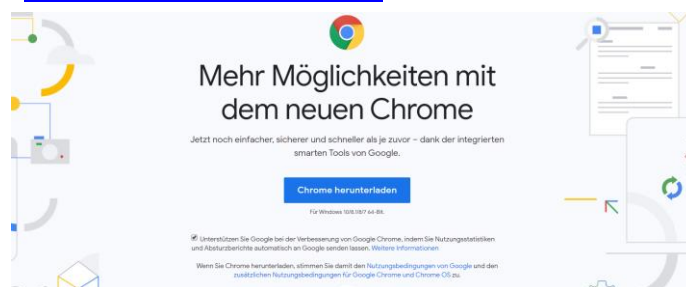 Mehr Möglichkeiten mit
dem neuen Chrome
Jetzt noch einfacher, sicherer und schneller als je zuvor – dank der integrierten
smarten Tools von Google.
Chrome herunterladen
Für Windows 10/8.1/8/7 64-Bit.
Unterstützen Sie Google bei der Verbesserung von Google Chrome, indem Sie Nutzungsstatistiken
und Absturzberichte automatisch an Google senden lassen. Weitere Informationen
Wenn Sie Chrome herunterladen, stimmen Sie damit den Nutzungsbedingungen von Google und den
zusätzlichen Nutzungsbedingungen für Google Chrome und Chrome OS zu.